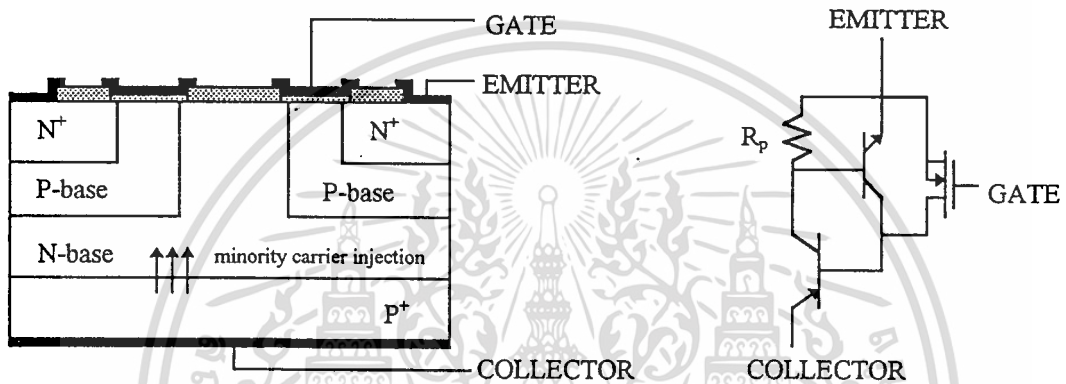 GATE
EMITTER
N⁺
N⁺
P-base
P-base
N-base
minority carrier injection
P⁺
COLLECTOR
EMITTER
Rₚ
GATE
COLLECTOR